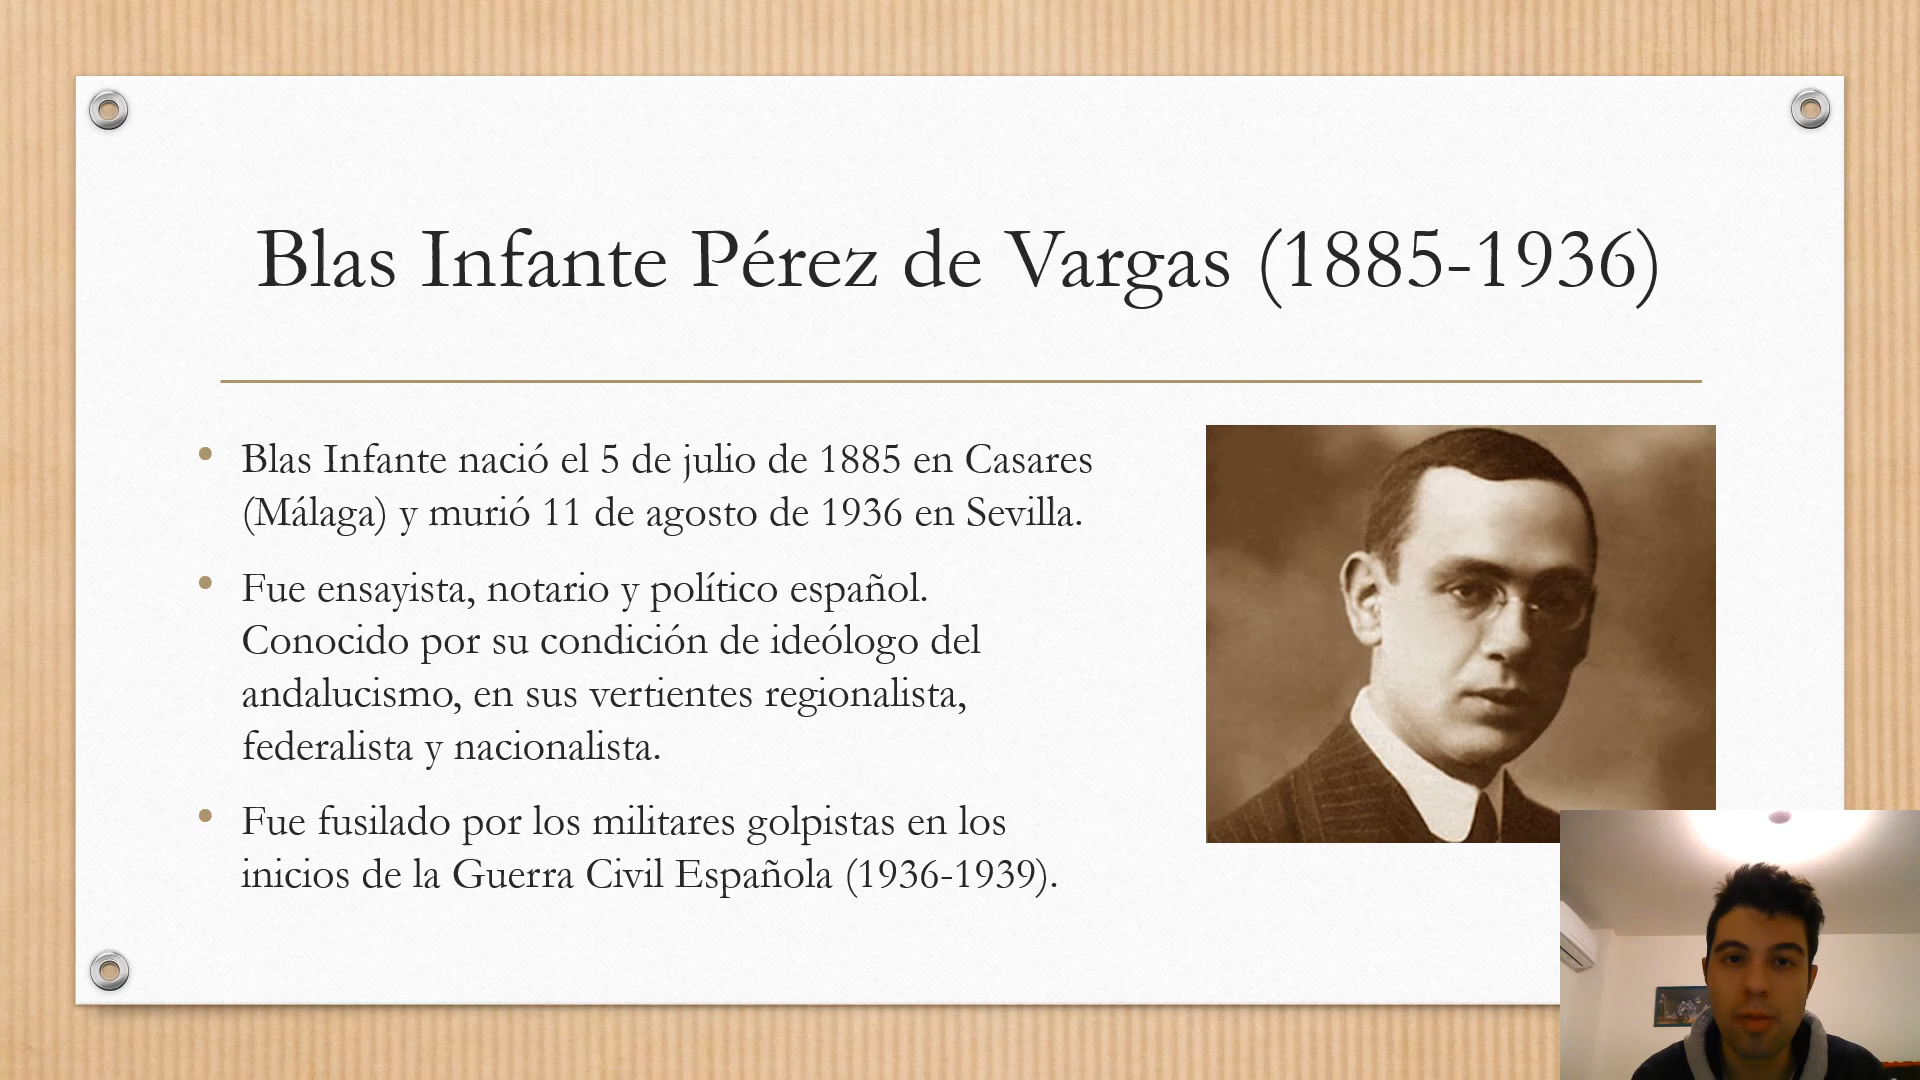 Blas Infante Pérez de Vargas (1885-1936)
• Blas Infante nació el 5 de julio de 1885 en Casares
(Málaga) y murió 11 de agosto de 1936 en Sevilla.
• Fue ensayista, notario y político español.
Conocido por su condición de ideólogo del
andalucismo, en sus vertientes regionalista,
federalista y nacionalista.
• Fue fusilado por los militares golpistas en los
inicios de la Guerra Civil Española (1936-1939).